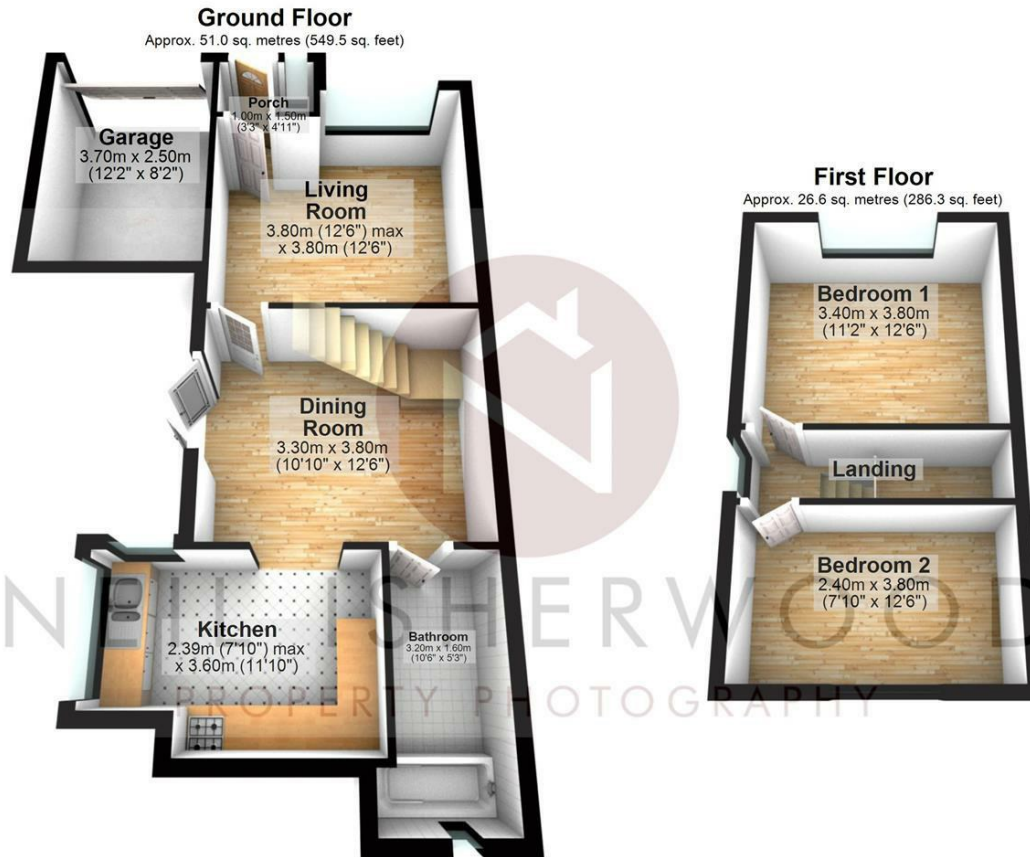 Ground Floor
Approx. 51.0 sq. metres (549.5 sq. feet)
Porch
1.00m x 1.50m
(3'3" x 4'11")
Garage
3.70m x 2.50m
(12'2" x 8'2")
Living
Room
3.80m (12'6") max
x 3.80m (12'6")
Dining
Room
3.30m x 3.80m
(10'10" x 12'6")
Kitchen
2.39m (7'10") max
x 3.60m (11'10")
Bathroom
3.20m x 1.60m
(10'6" x 5'3")
First Floor
Approx. 26.6 sq. metres (286.3 sq. feet)
Bedroom 1
3.40m x 3.80m
(11'2" x 12'6")
Landing
Bedroom 2
2.40m x 3.80m
(7'10" x 12'6")
NEIL SHERWOOD
PROPERTY PHOTOGRAPHY